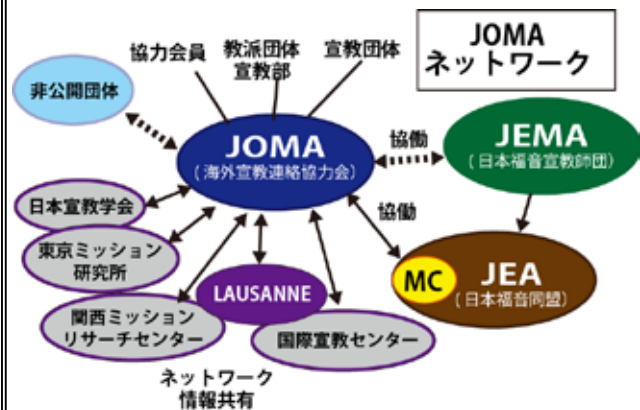 JOMA
ネットワーク
協力会員
教派団体
宣教部
宣教団体
非公開団体
JOMA
(海外宣教連絡協力会)
協働
JEMA
(日本福音宣教師団)
協働
日本宣教学会
東京ミッション
研究所
関西ミッション
リサーチセンター
LAUSANNE
国際宣教センター
MC
JEA
(日本福音同盟)
ネットワーク
情報共有